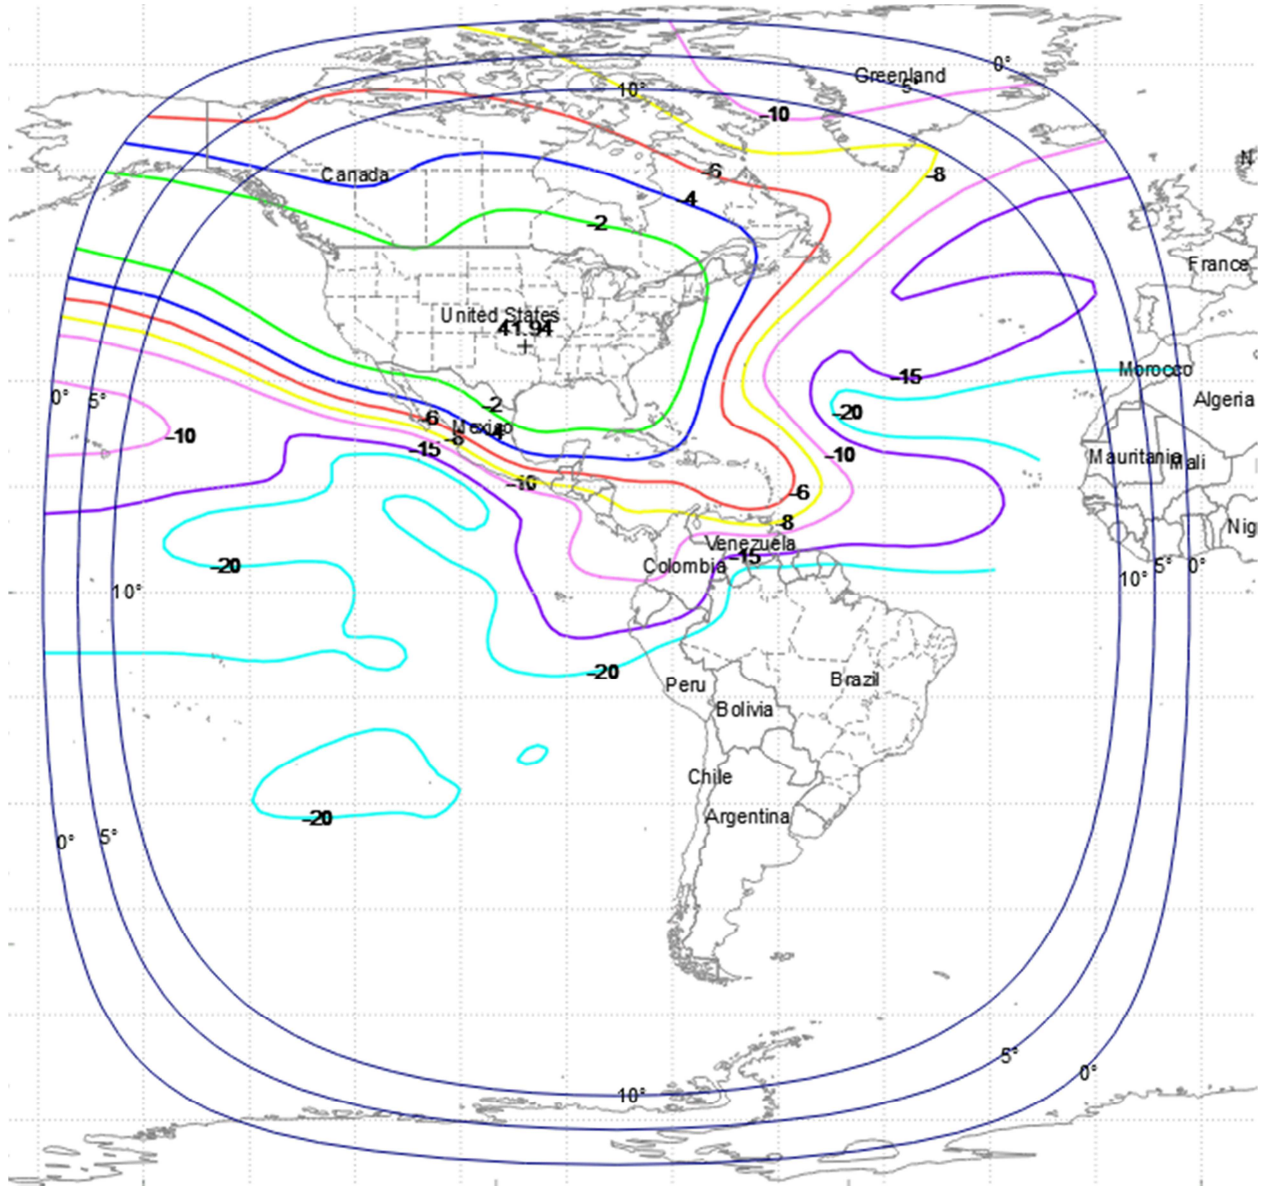 0°
Greenland
5°
10°
–10
N
–6
–8
Canada
–4
–2
France
United States
41.94
Morocco
–15
0°
5°
Algeria
–2
–20
–6
Mexico
–4
–8
–10
–15
–10
Mauritania
Mali
–10
–6
–8
Nig
Venezuela
–15
–20
Colombia
10°
5°
0°
10°
–20
Peru
Brazil
Bolivia
Chile
–20
Argentina
0°
5°
5°
0°
10°